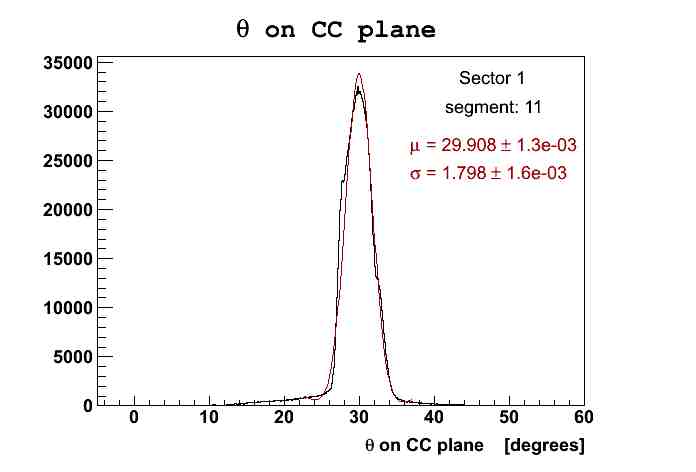 θ on CC plane
35000
30000
25000
20000
15000
10000
5000
0
Sector 1
segment: 11
μ = 29.908 ± 1.3e-03
σ = 1.798 ± 1.6e-03
0 10 20 30 40 50 60
θ on CC plane [degrees]